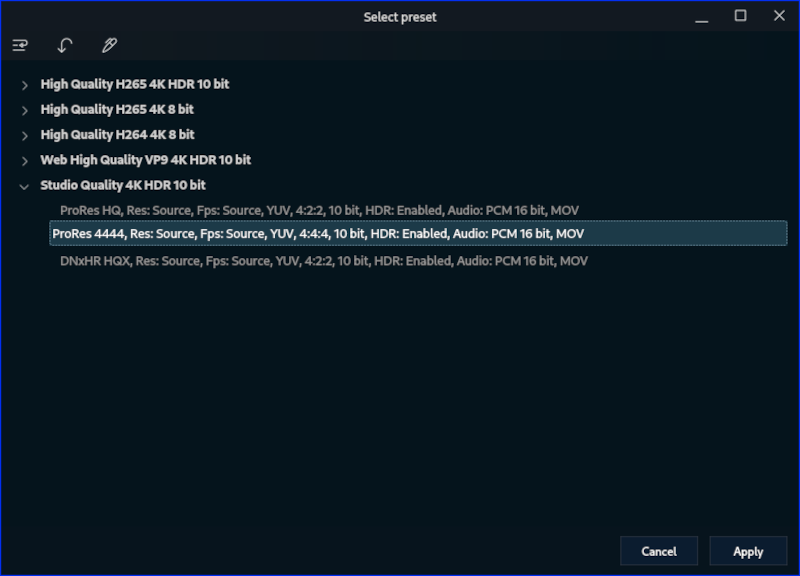 Select preset
High Quality H265 4K HDR 10 bit
High Quality H265 4K 8 bit
High Quality H264 4K 8 bit
Web High Quality VP9 4K HDR 10 bit
Studio Quality 4K HDR 10 bit
ProRes HQ, Res: Source, Fps: Source, YUV, 4:2:2, 10 bit, HDR: Enabled, Audio: PCM 16 bit, MOV
ProRes 4444, Res: Source, Fps: Source, YUV, 4:4:4, 10 bit, HDR: Enabled, Audio: PCM 16 bit, MOV
DNxHR HQX, Res: Source, Fps: Source, YUV, 4:2:2, 10 bit, HDR: Enabled, Audio: PCM 16 bit, MOV
Cancel Apply